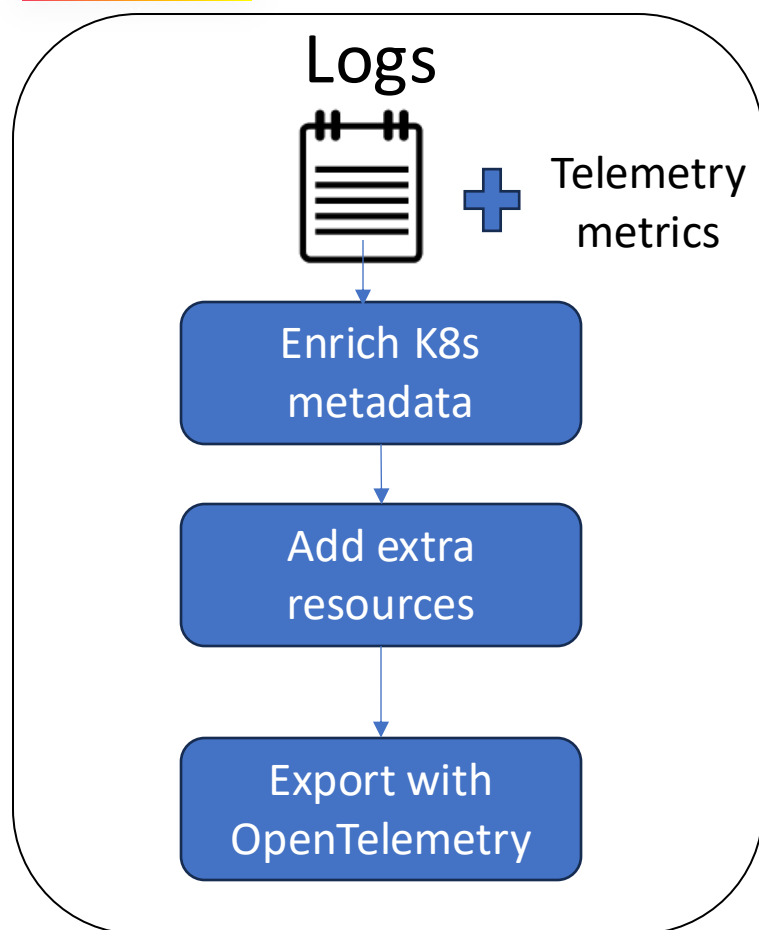 Logs
Telemetry
metrics
Enrich K8s
metadata
Add extra
resources
Export with
OpenTelemetry